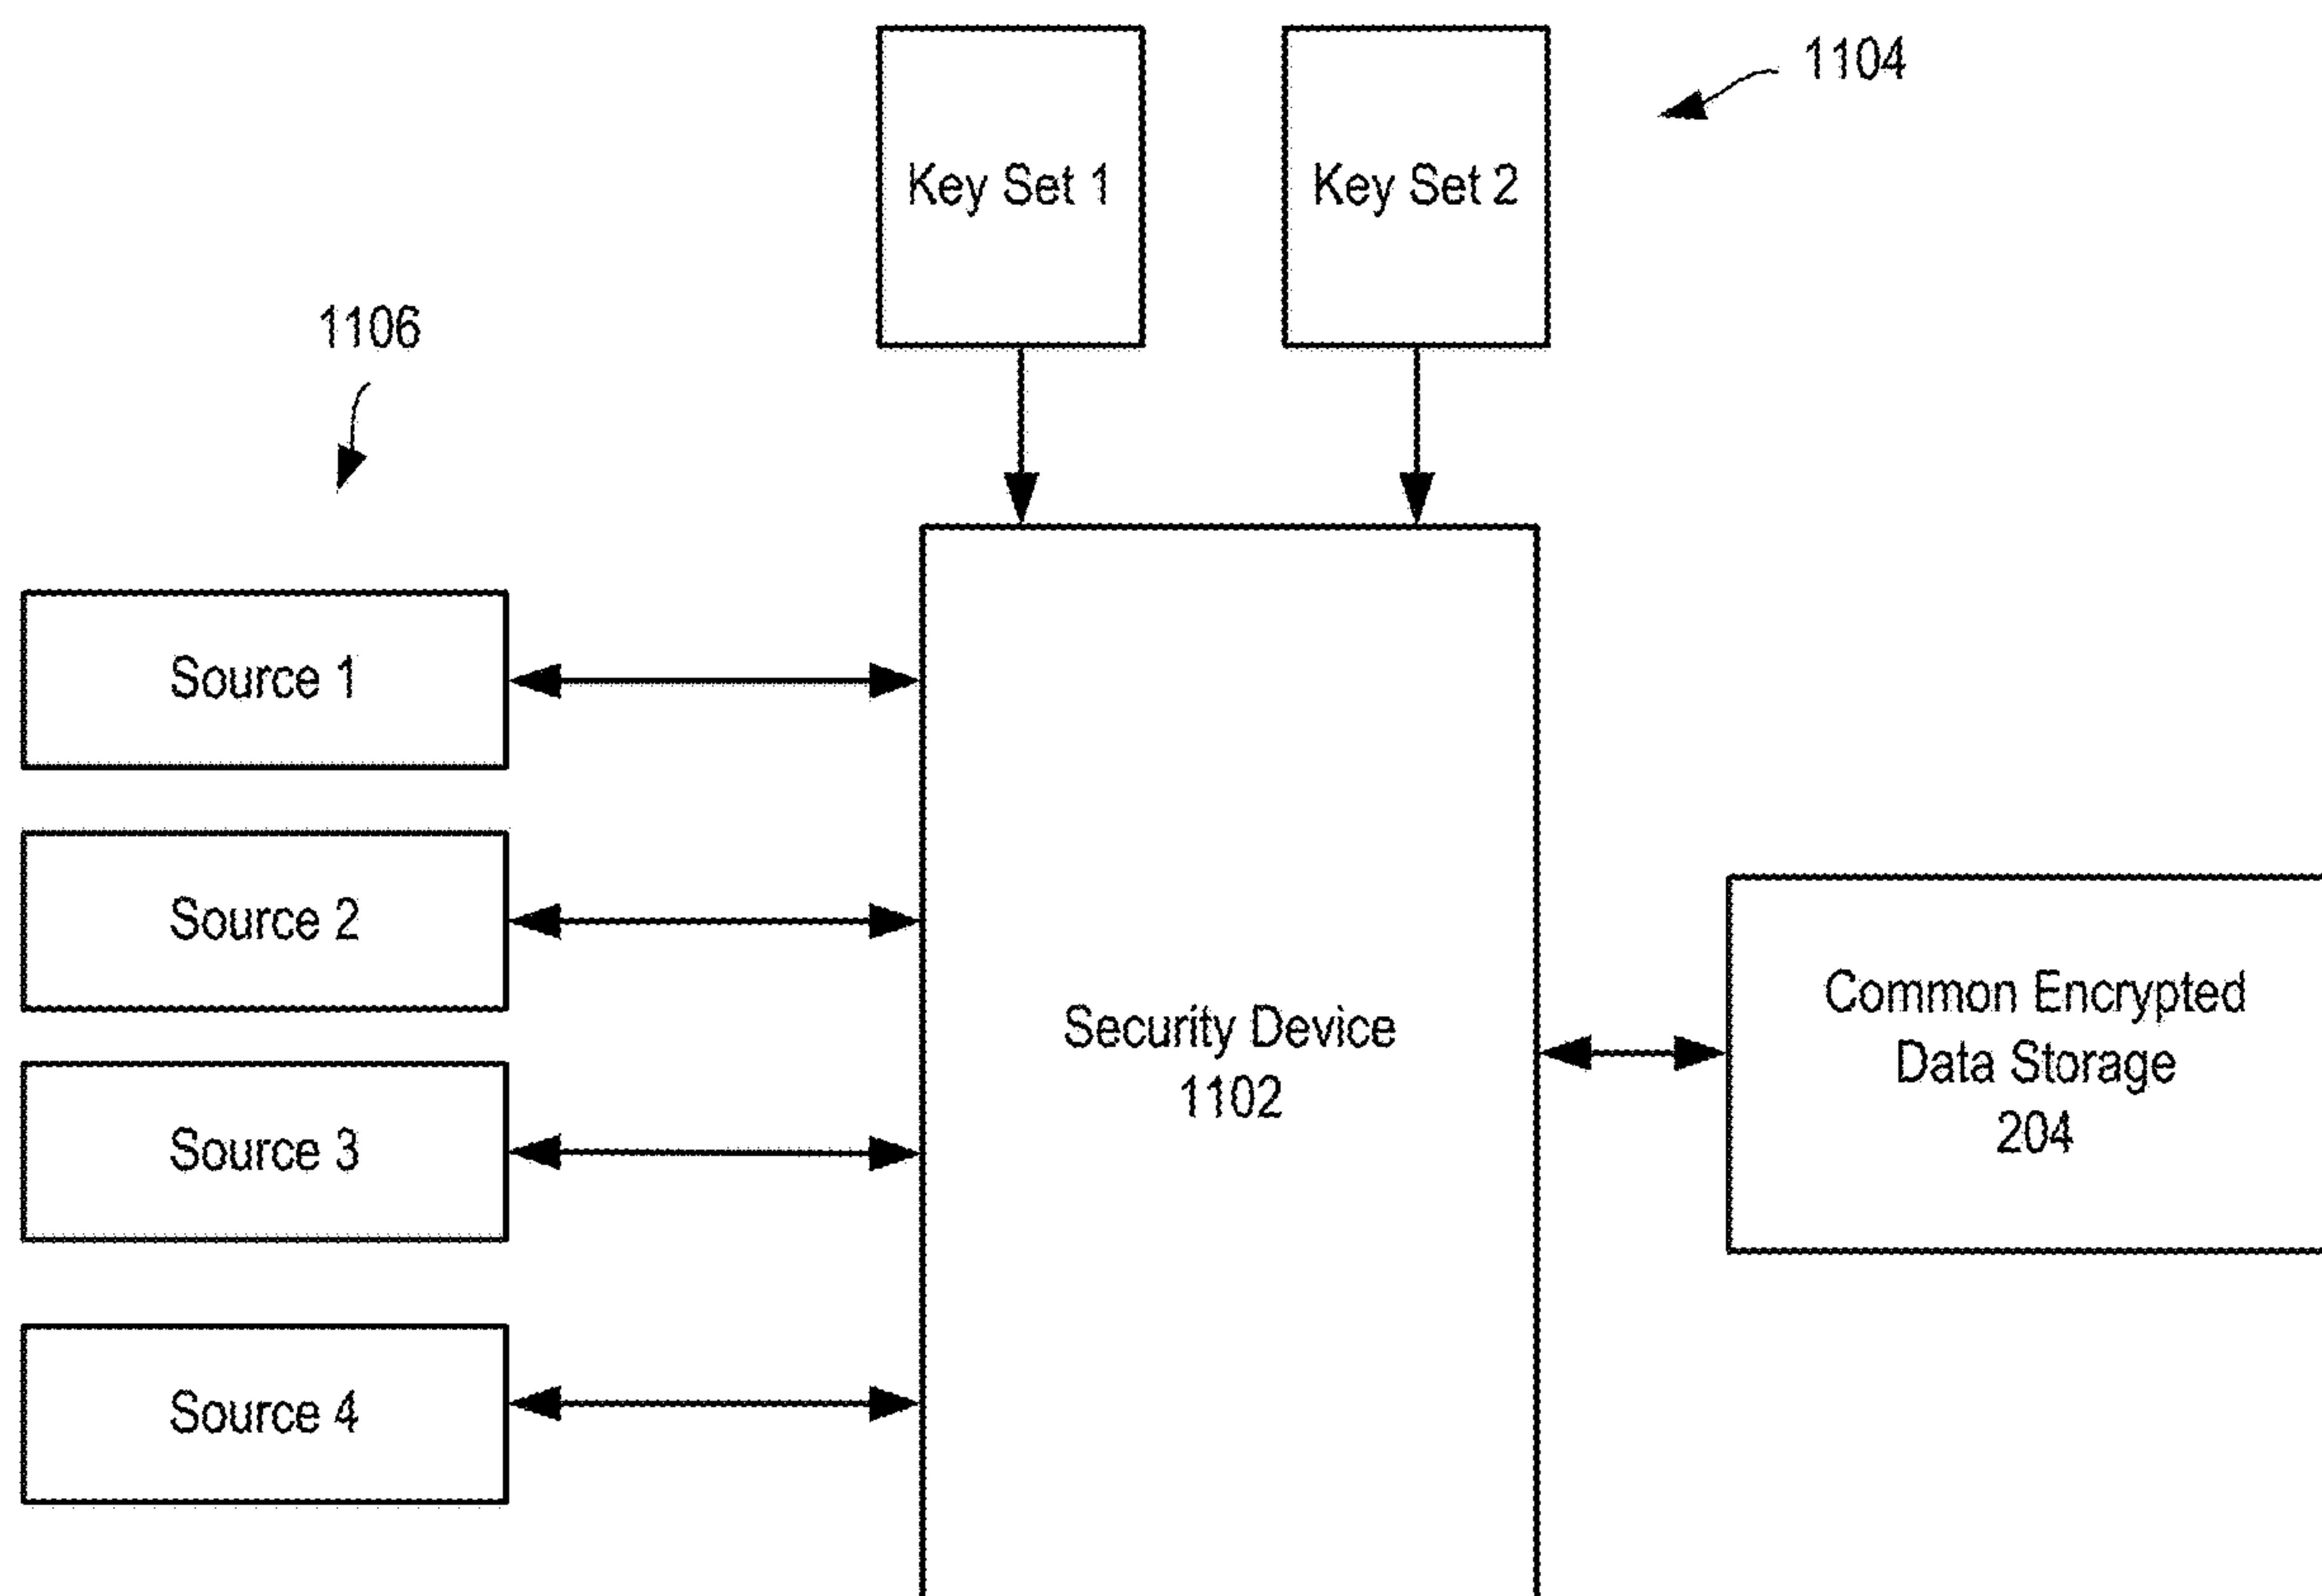 1104
Key Set 1
Key Set 2
1106
Source 1
Source 2
Security Device
1102
Common Encrypted
Data Storage
204
Source 3
Source 4